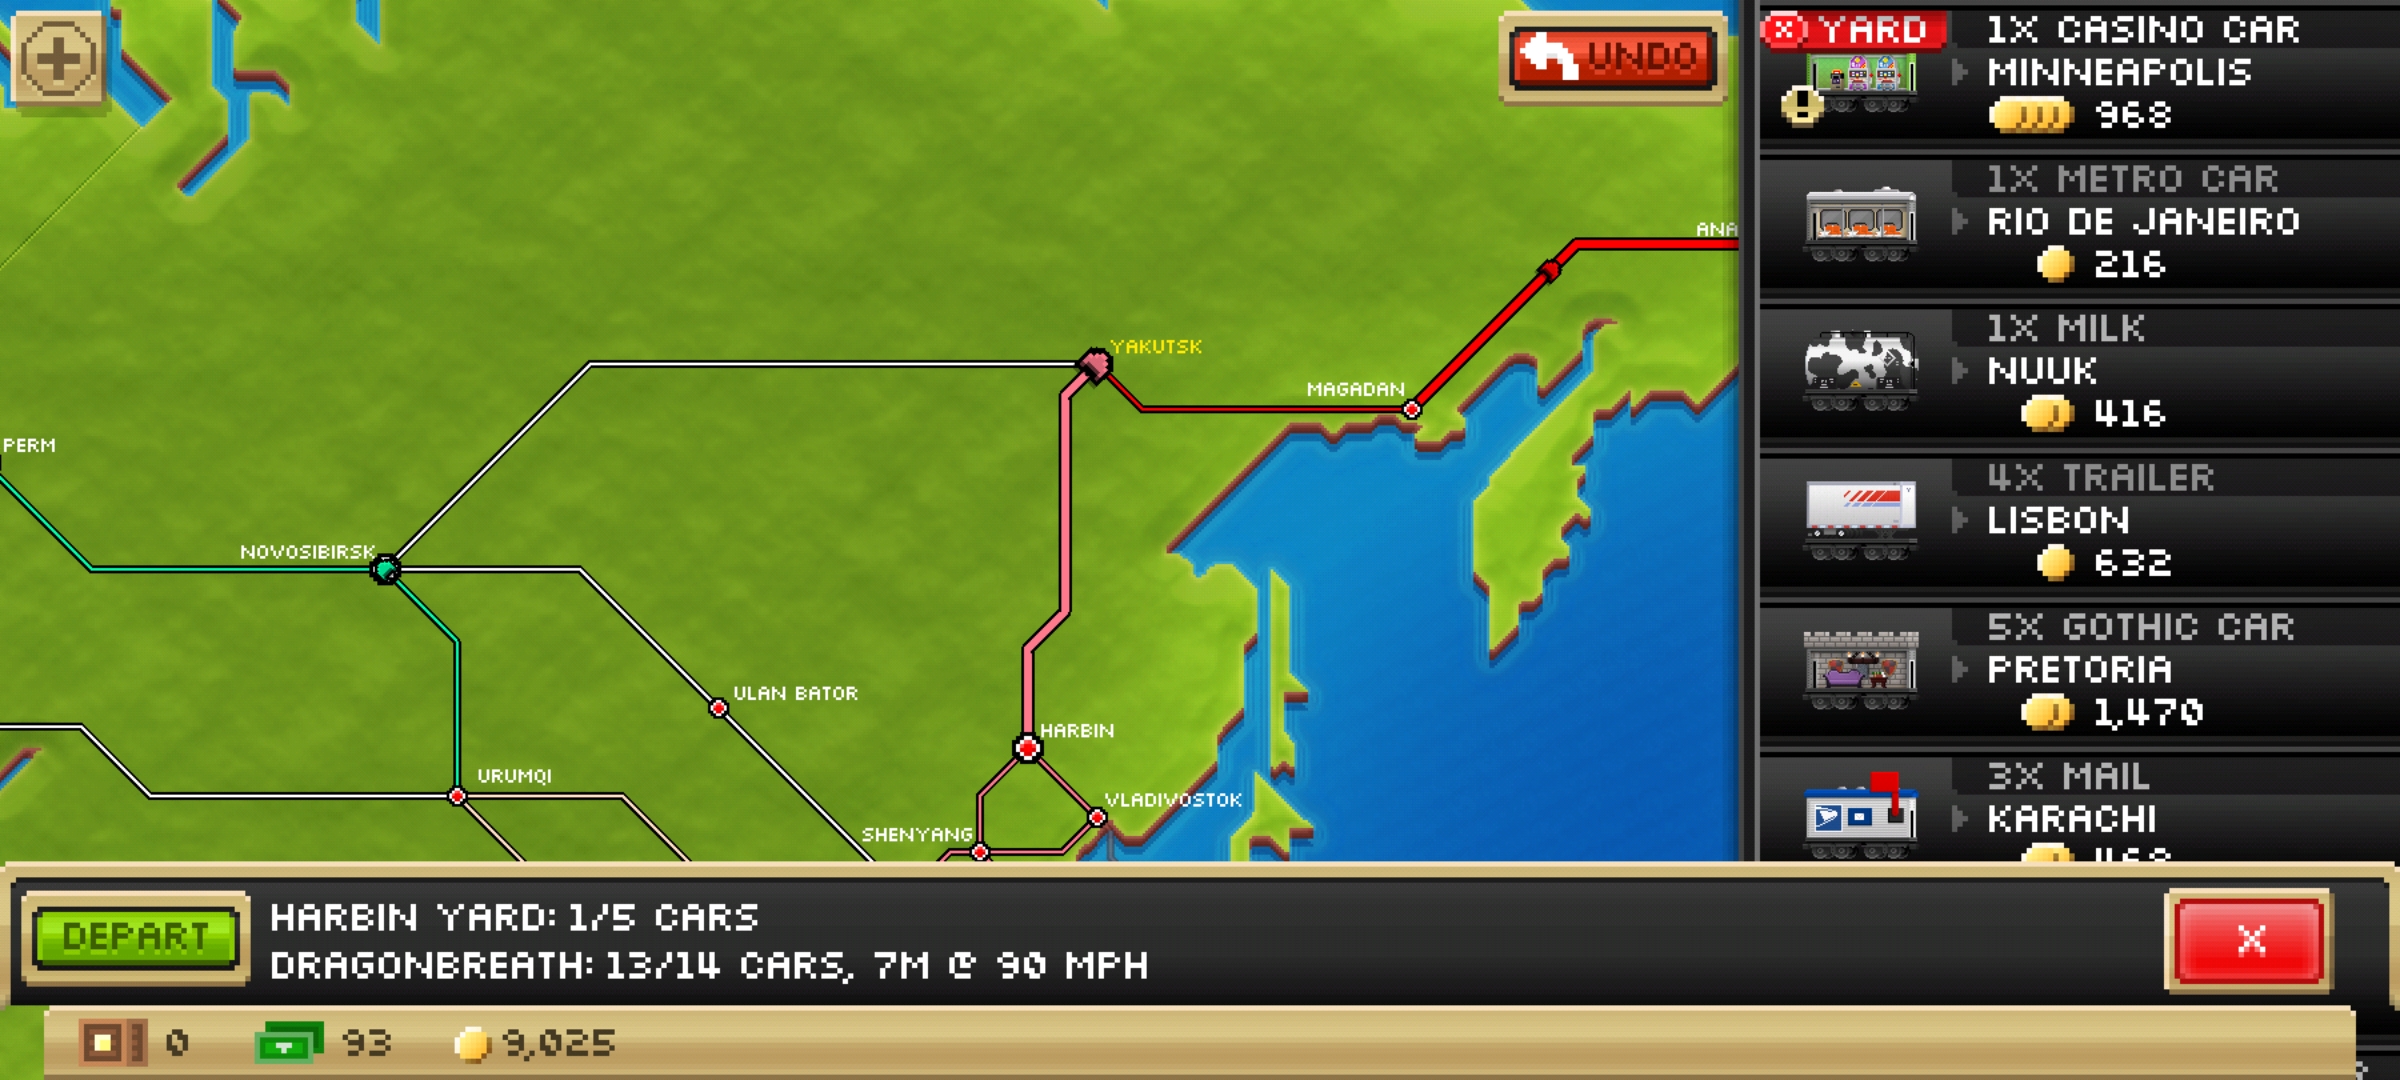 UNDO
YARD
1X CASINO CAR
MINNEAPOLIS
968
1X METRO CAR
RIO DE JANEIRO
216
1X MILK
NUUK
416
4X TRAILER
LISBON
632
5X GOTHIC CAR
PRETORIA
1,470
3X MAIL
KARACHI
468
ANA
YAKUTSK
MAGADAN
PERM
NOVOSIBIRSK
ULAN BATOR
HARBIN
URUMQI
VLADIVOSTOK
SHENYANG
DEPART
HARBIN YARD: 1/5 CARS
DRAGONBREATH: 13/14 CARS, 7M @ 90 MPH
X
0
93
9,025